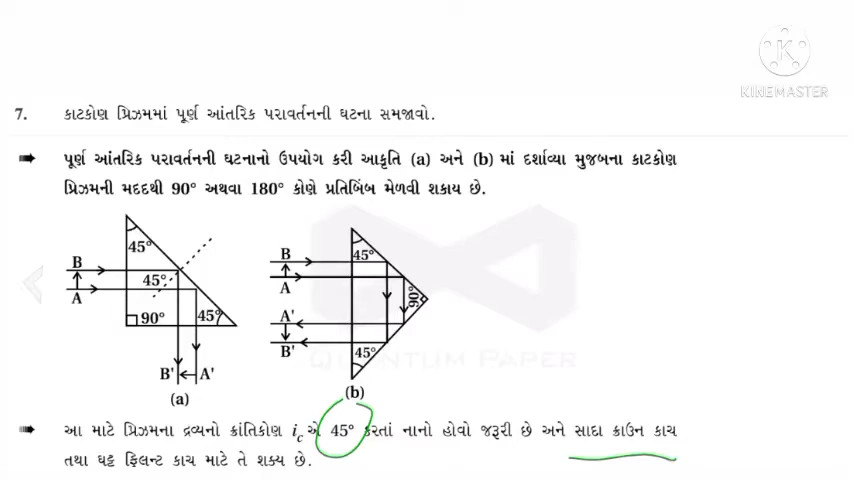 K
KINEMASTER
7. કાટકોણ પ્રિઝમમાં પૂર્ણ આંતરિક પરાવર્તનની ઘટના સમજાવો.
પૂર્ણ આંતરિક પરાવર્તનની ઘટનાનો ઉપયોગ કરી આકૃતિ (a) અને (b) માં દર્શાવ્યા મુજબના કાટકોણ
પ્રિઝમની મદદથી 90° અથવા 180° કોણે પ્રતિબિંબ મેળવી શકાય છે.
45°
B
45°
A
90°
45°
B'
A'
(a)
B
45°
A
90°
A'
B'
45°
(b)
QUANTUM PAPER
આ માટે પ્રિઝમના દ્રવ્યનો ક્રાંતિકોણ ic એ 45° કરતાં નાનો હોવો જરૂરી છે અને સાદા ક્રાઉન કાચ
તથા ઘટ્ટ ફ્લિન્ટ કાચ માટે તે શક્ય છે.